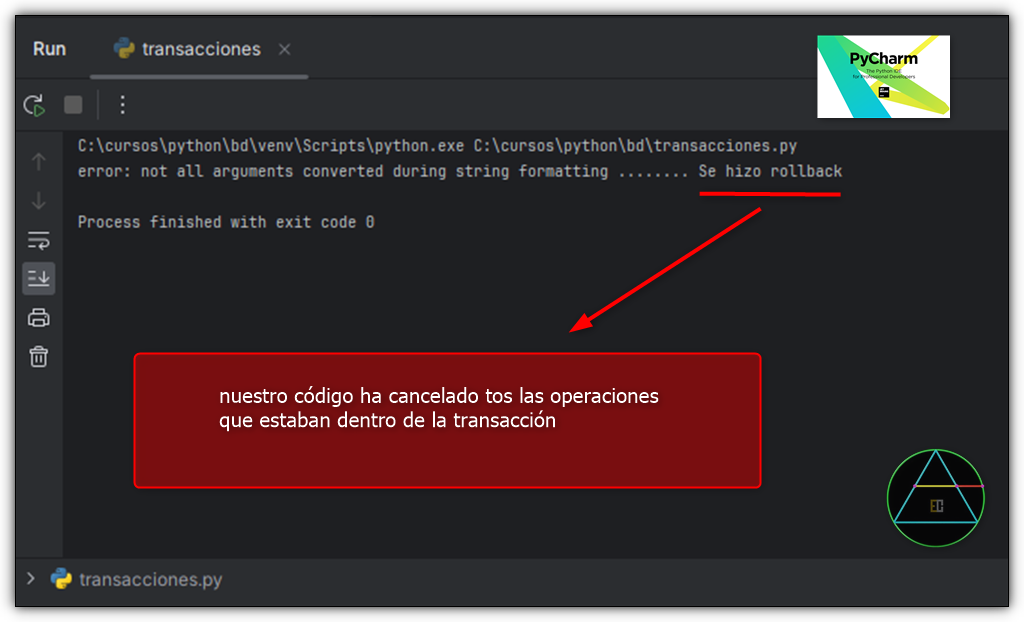 Run
transacciones
PyCharm
The Python IDE
for Professional Developers
C:\cursos\python\bd\venv\Scripts\python.exe C:\cursos\python\bd\transacciones.py
error: not all arguments converted during string formatting ........ Se hizo rollback
Process finished with exit code 0
nuestro código ha cancelado tos las operaciones
que estaban dentro de la transacción
transacciones.py